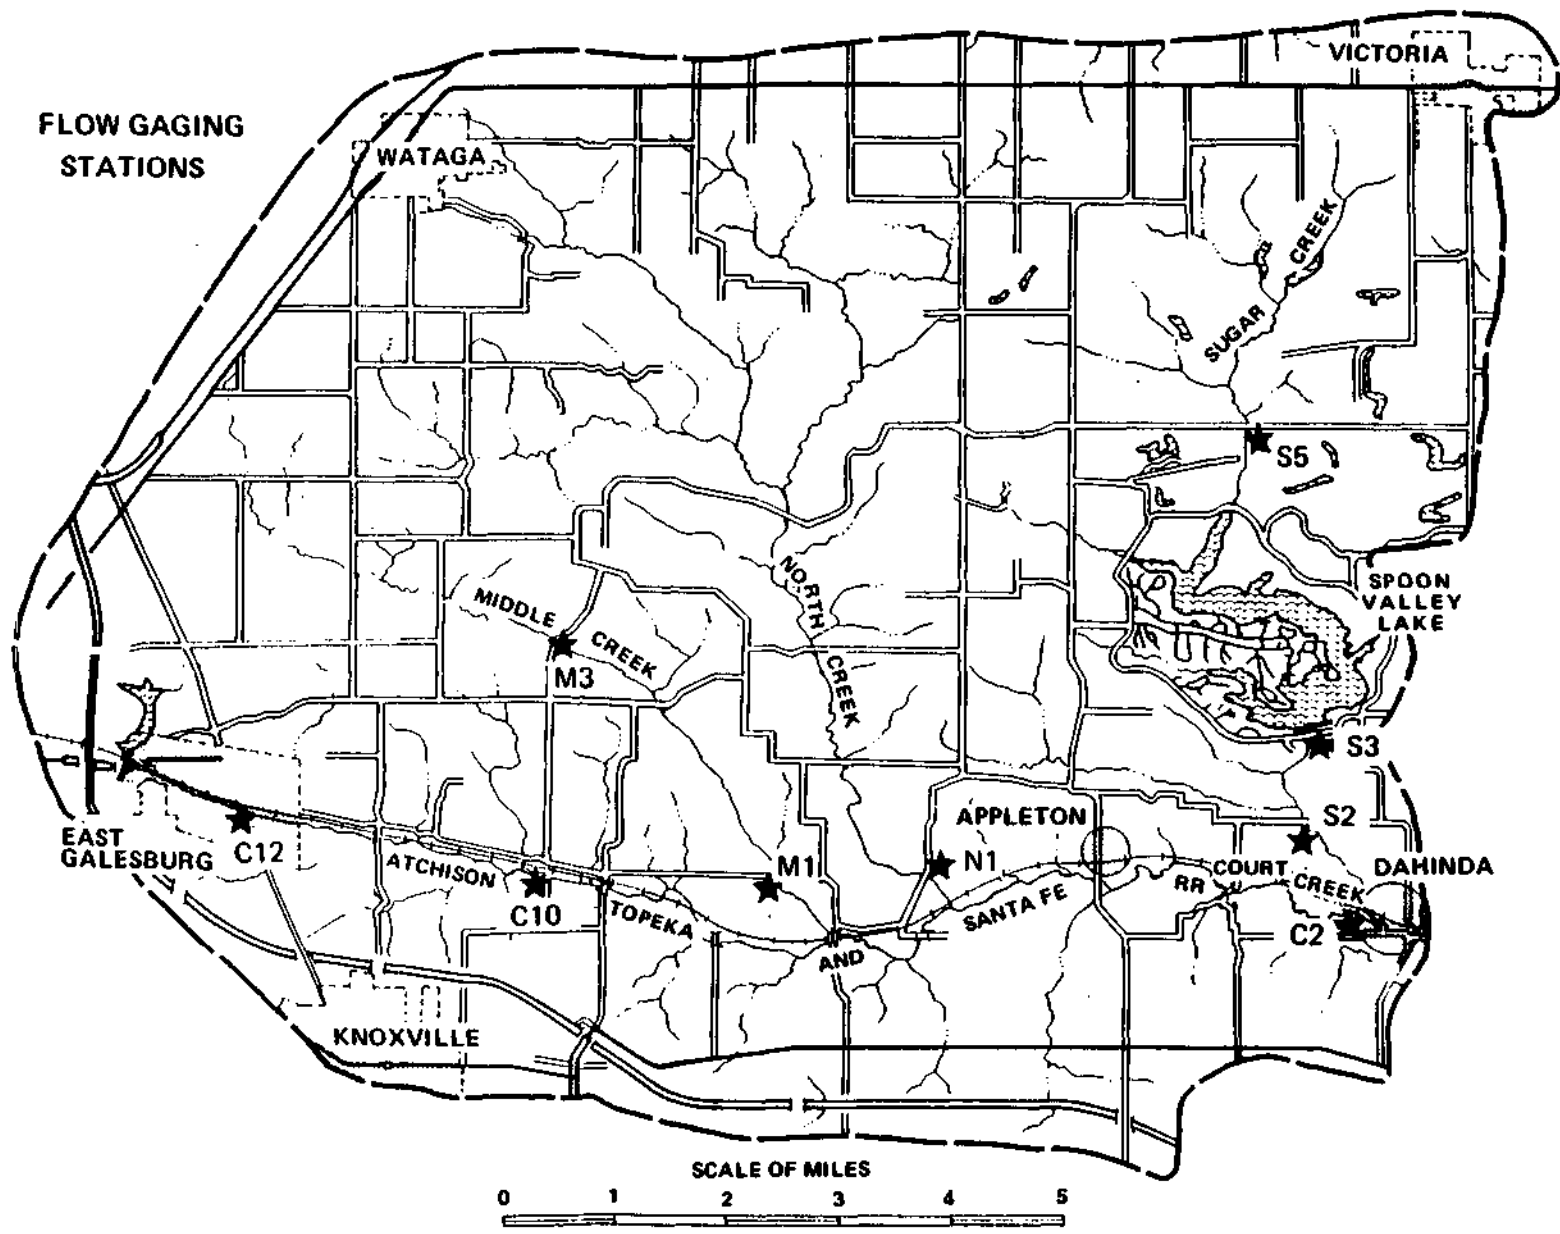 VICTORIA
FLOW GAGING
STATIONS
WATAGA
SUGAR CREEK
S5
SPOON
VALLEY
LAKE
NORTH CREEK
MIDDLE CREEK
M3
S3
S2
APPLETON
EAST
GALESBURG
C12
ATCHISON
M1
N1
COURT CREEK
DAHINDA
RR
C10
TOPEKA
SANTA FE
C2
AND
KNOXVILLE
SCALE OF MILES
0 1 2 3 4 5